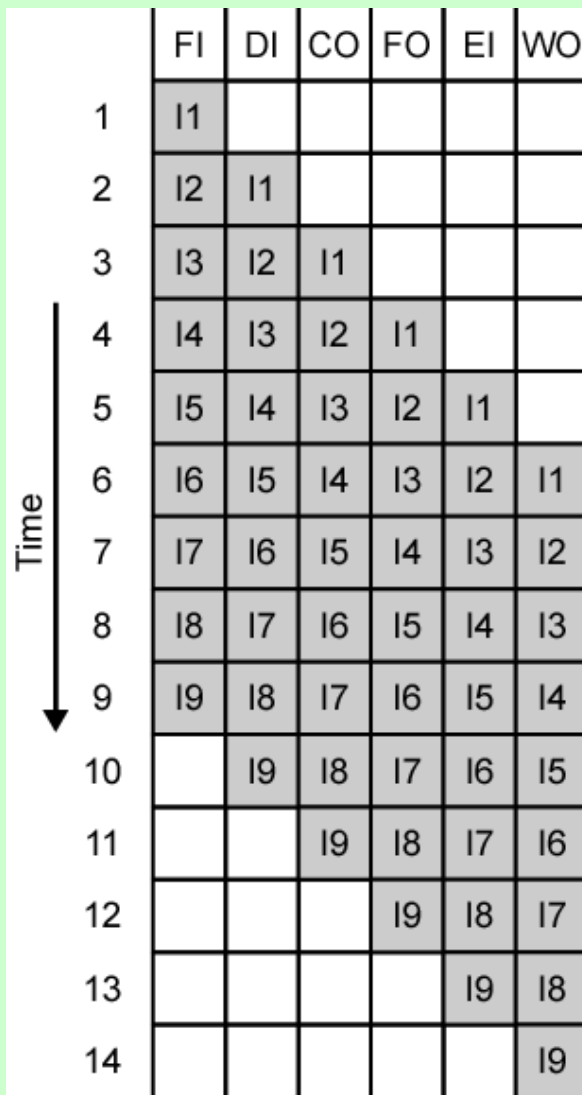 FI DI CO FO EI WO
1 I1
2 I2 I1
3 I3 I2 I1
4 I4 I3 I2 I1
5 I5 I4 I3 I2 I1
6 I6 I5 I4 I3 I2 I1
7 I7 I6 I5 I4 I3 I2
8 I8 I7 I6 I5 I4 I3
9 I9 I8 I7 I6 I5 I4
10 I9 I8 I7 I6 I5
11 I9 I8 I7 I6
12 I9 I8 I7
13 I9 I8
14 I9
Time